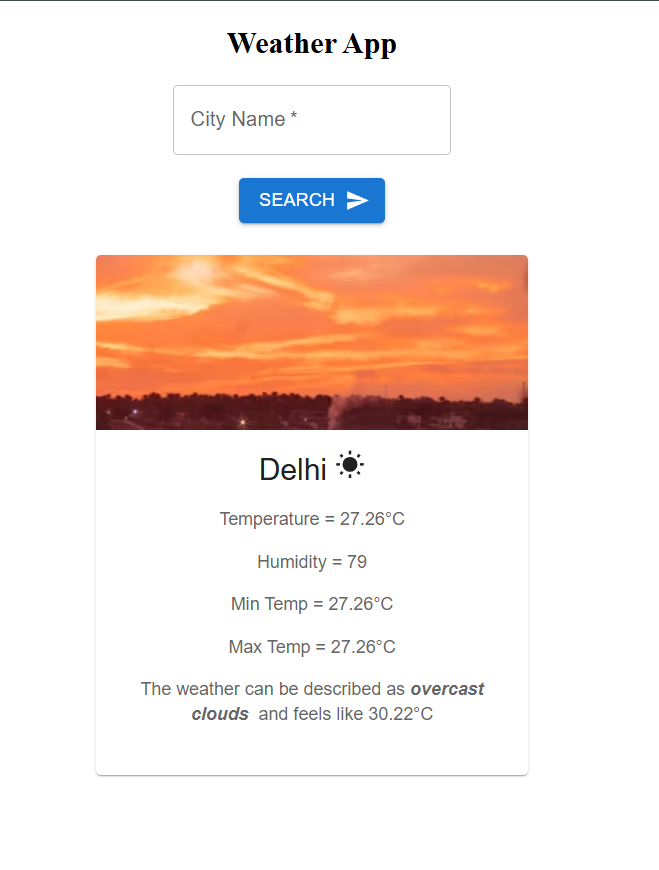 Weather App
City Name *
SEARCH
Delhi
Temperature = 27.26°C
Humidity = 79
Min Temp = 27.26°C
Max Temp = 27.26°C
The weather can be described as overcast
clouds and feels like 30.22°C